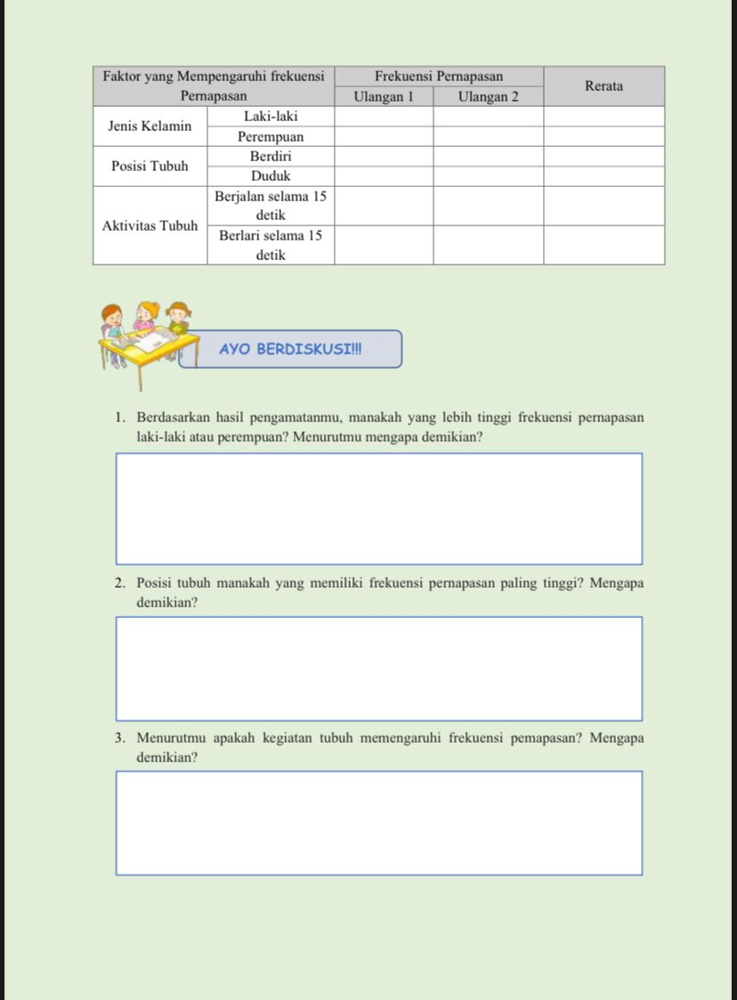 Faktor yang Mempengaruhi frekuensi Pernapasan
Frekuensi Pernapasan
Rerata
Ulangan 1
Ulangan 2
Jenis Kelamin
Laki-laki
Perempuan
Posisi Tubuh
Berdiri
Duduk
Aktivitas Tubuh
Berjalan selama 15
detik
Berlari selama 15
detik
AYO BERDISKUSI!!!
1. Berdasarkan hasil pengamatanmu, manakah yang lebih tinggi frekuensi pernapasan
laki-laki atau perempuan? Menurutmu mengapa demikian?
2. Posisi tubuh manakah yang memiliki frekuensi pernapasan paling tinggi? Mengapa
demikian?
3. Menurutmu apakah kegiatan tubuh memengaruhi frekuensi pemapasan? Mengapa
demikian?